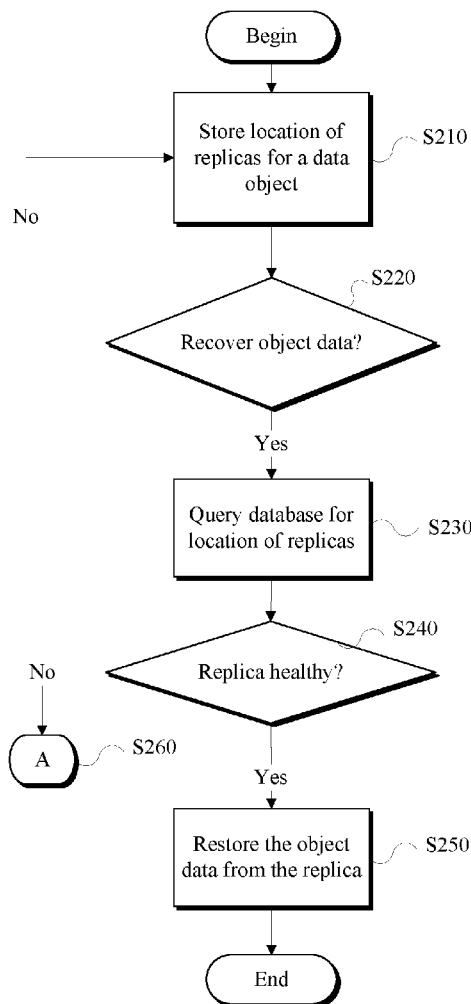 Begin
Store location of
replicas for a data
object
S210
No
S220
Recover object data?
Yes
Query database for
location of replicas
S230
S240
Replica healthy?
No
A
S260
Yes
Restore the object
data from the replica
S250
End